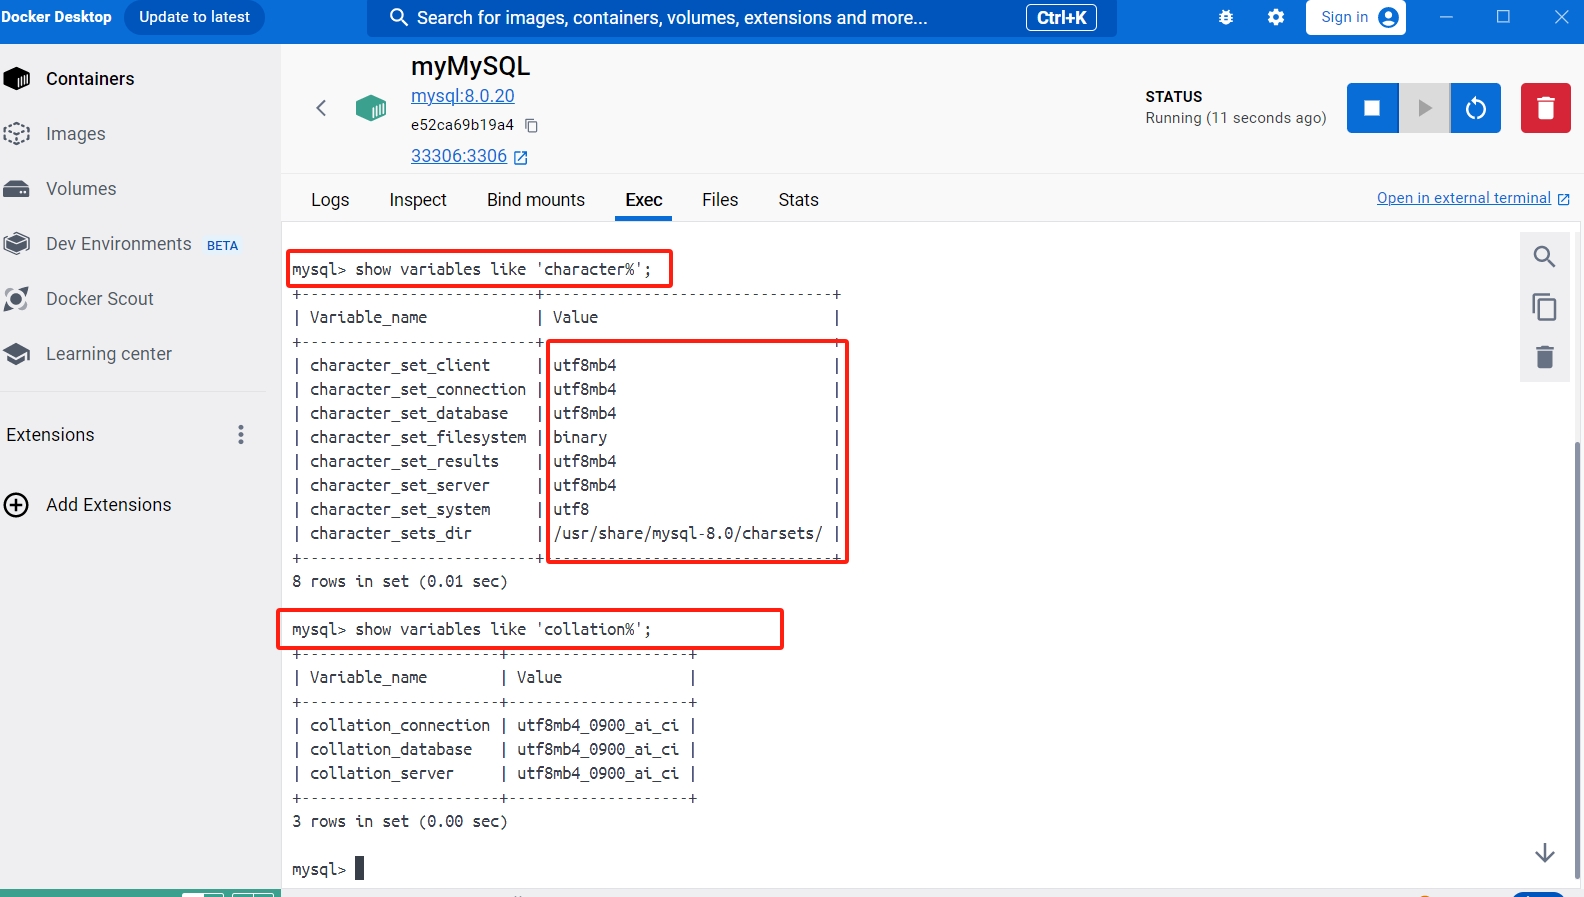 Docker Desktop Update to latest Search for images, containers, volumes, extensions and more... Ctrl+K Sign in
Containers
Images
Volumes
Dev Environments BETA
Docker Scout
Learning center
Extensions
Add Extensions
myMySQL
mysql:8.0.20
e52ca69b19a4
33306:3306
STATUS
Running (11 seconds ago)
Logs Inspect Bind mounts Exec Files Stats Open in external terminal
mysql> show variables like 'character%';
+--------------------------+--------------------------------+
| Variable_name            | Value                          |
+--------------------------+--------------------------------+
| character_set_client     | utf8mb4                        |
| character_set_connection | utf8mb4                        |
| character_set_database   | utf8mb4                        |
| character_set_filesystem | binary                         |
| character_set_results    | utf8mb4                        |
| character_set_server     | utf8mb4                        |
| character_set_system     | utf8                           |
| character_sets_dir       | /usr/share/mysql-8.0/charsets/ |
+--------------------------+--------------------------------+
8 rows in set (0.01 sec)
mysql> show variables like 'collation%';
+----------------------+--------------------+
| Variable_name        | Value              |
+----------------------+--------------------+
| collation_connection | utf8mb4_0900_ai_ci |
| collation_database   | utf8mb4_0900_ai_ci |
| collation_server     | utf8mb4_0900_ai_ci |
+----------------------+--------------------+
3 rows in set (0.00 sec)
mysql>